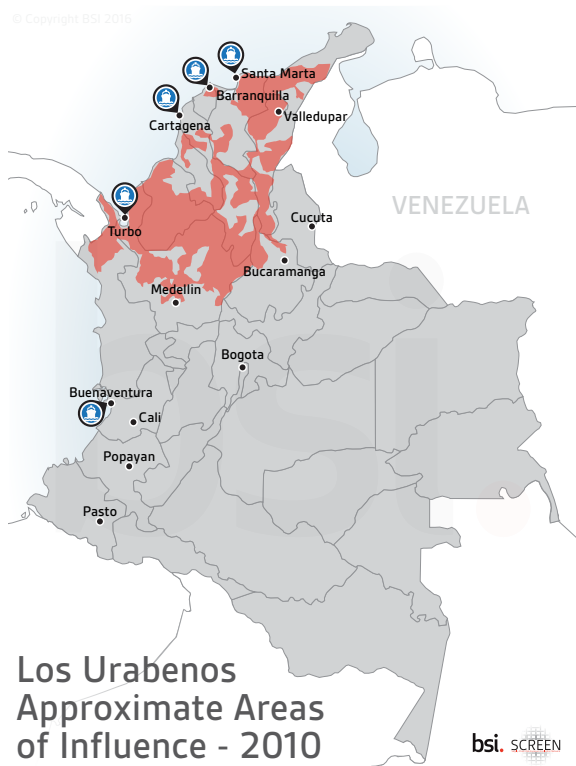 © Copyright BSI 2016
Santa Marta
Barranquilla
Cartagena
Valledupar
VENEZUELA
Turbo
Cucuta
Bucaramanga
Medellin
Bogota
Buenaventura
Cali
Popayan
Pasto
bsi.
Los Urabenos
Approximate Areas
of Influence - 2010
bsi. SCREEN